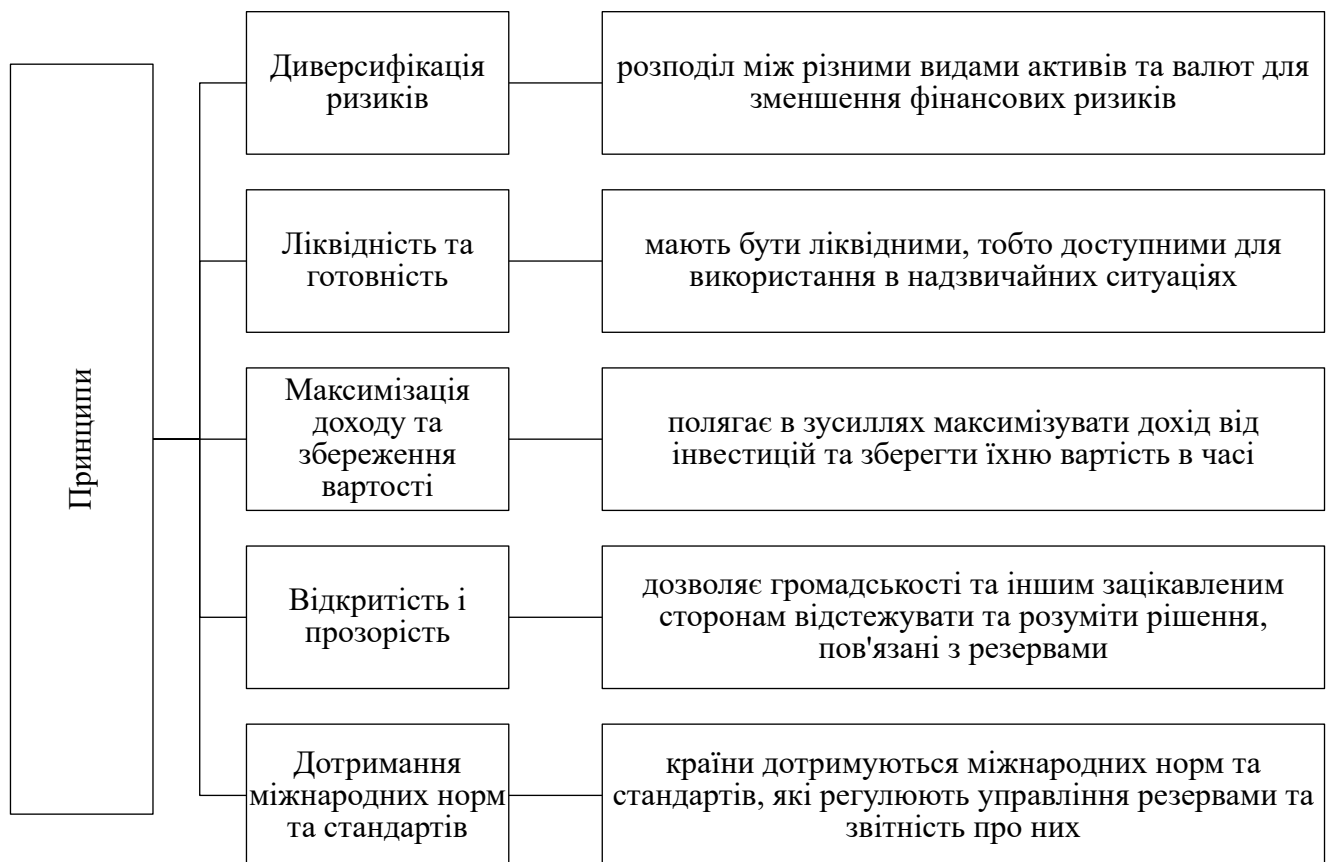 Принципи
Диверсифікація
ризиків
розподіл між різними видами активів та валют для
зменшення фінансових ризиків
Ліквідність та
готовність
мають бути ліквідними, тобто доступними для
використання в надзвичайних ситуаціях
Максимізація
доходу та
збереження
вартості
полягає в зусиллях максимізувати дохід від
інвестицій та зберегти їхню вартість в часі
Відкритість і
прозорість
дозволяє громадськості та іншим зацікавленим
сторонам відстежувати та розуміти рішення,
пов'язані з резервами
Дотримання
міжнародних норм
та стандартів
країни дотримуються міжнародних норм та
стандартів, які регулюють управління резервами та
звітність про них